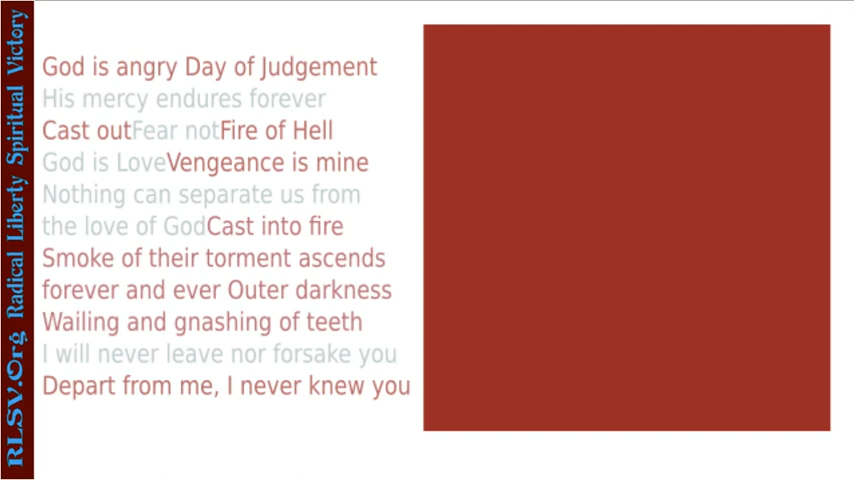 RLSV.Org Radical Liberty Spiritual Victory
God is angry Day of Judgement
His mercy endures forever
Cast outFear notFire of Hell
God is LoveVengeance is mine
Nothing can separate us from
the love of GodCast into fire
Smoke of their torment ascends
forever and ever Outer darkness
Wailing and gnashing of teeth
I will never leave nor forsake you
Depart from me, I never knew you